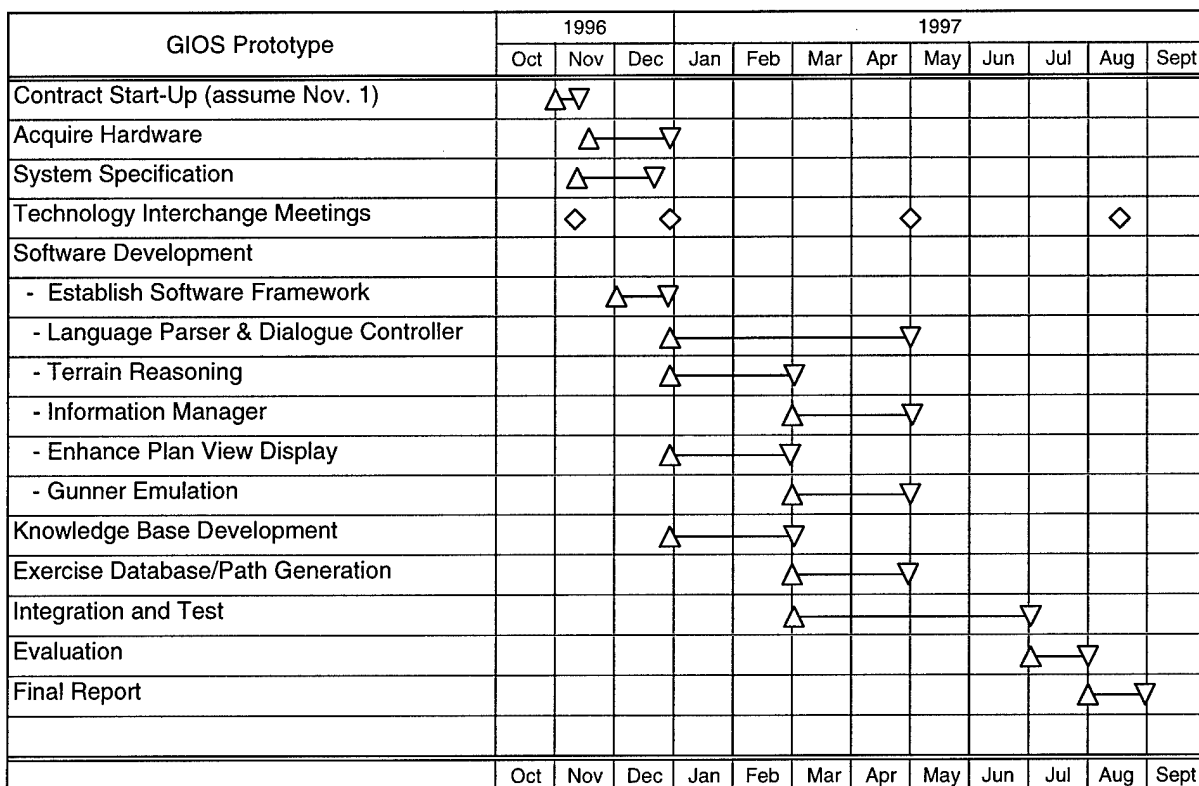 GIOS Prototype
1996 1997
Oct Nov Dec Jan Feb Mar Apr May Jun Jul Aug Sept
Contract Start-Up (assume Nov. 1)
Acquire Hardware
System Specification
Technology Interchange Meetings
Software Development
- Establish Software Framework
- Language Parser & Dialogue Controller
- Terrain Reasoning
- Information Manager
- Enhance Plan View Display
- Gunner Emulation
Knowledge Base Development
Exercise Database/Path Generation
Integration and Test
Evaluation
Final Report
Oct Nov Dec Jan Feb Mar Apr May Jun Jul Aug Sept